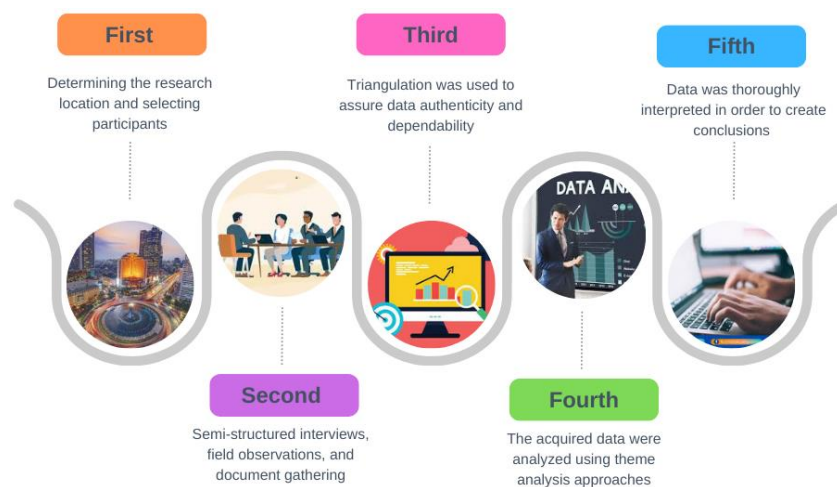 First
Determining the research
location and selecting
participants
Second
Semi-structured interviews,
field observations, and
document gathering
Third
Triangulation was used to
assure data authenticity and
dependability
DATA ANA
Fourth
The acquired data were
analyzed using theme
analysis approaches
Fifth
Data was thoroughly
interpreted in order to create
conclusions